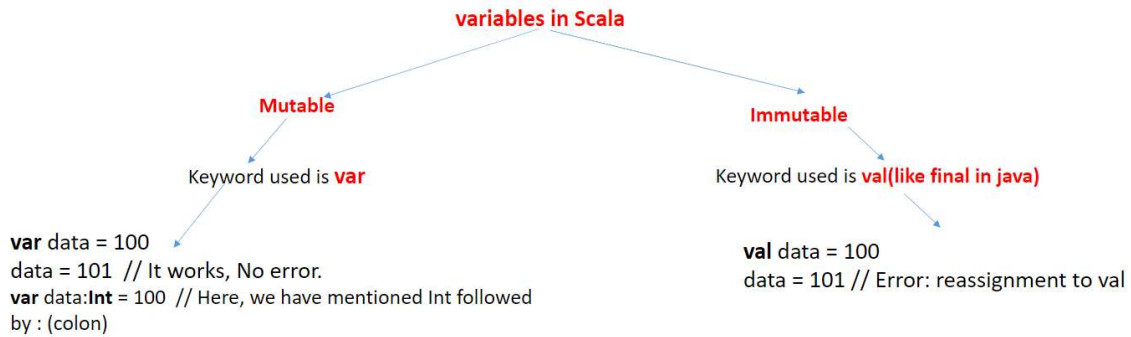 variables in Scala
Mutable
Keyword used is var
var data = 100
data = 101 // It works, No error.
var data:Int = 100 // Here, we have mentioned Int followed
by : (colon)
Immutable
Keyword used is val(like final in java)
val data = 100
data = 101 // Error: reassignment to val